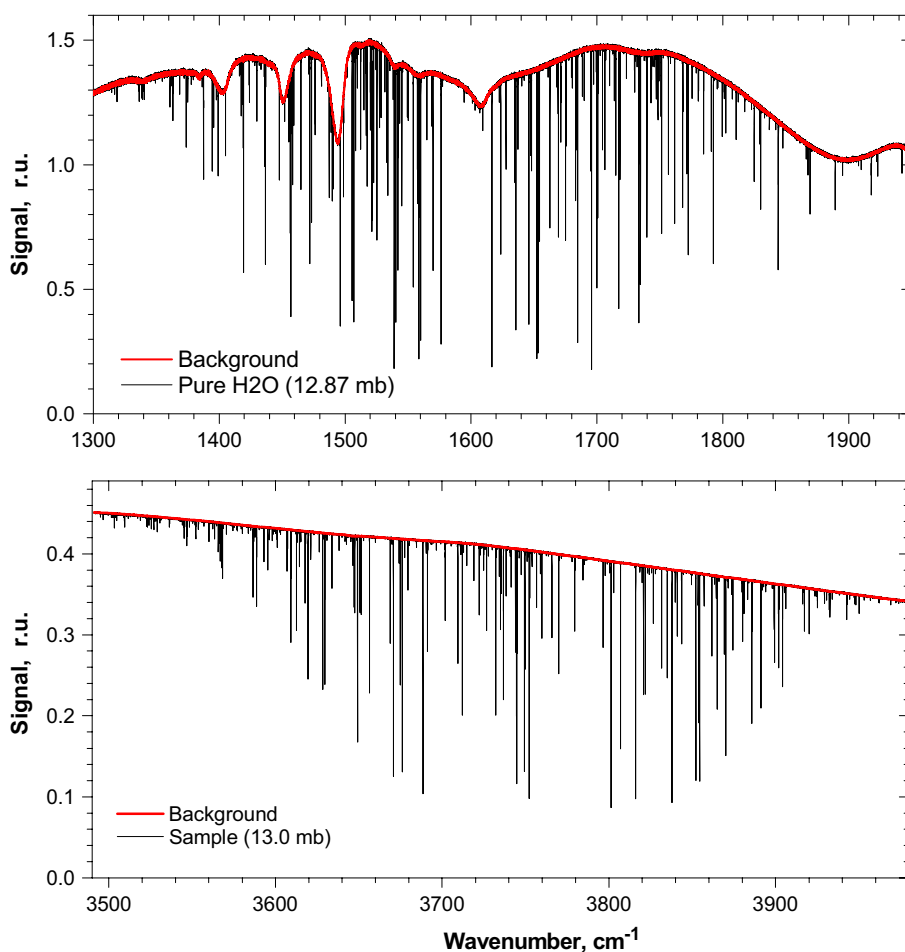 1.5
1.0
0.5
0.0
Signal, r.u.
Background
Pure H2O (12.87 mb)
1300 1400 1500 1600 1700 1800 1900
0.4
0.3
0.2
0.1
0.0
Signal, r.u.
Background
Sample (13.0 mb)
3500 3600 3700 3800 3900
Wavenumber, cm⁻¹